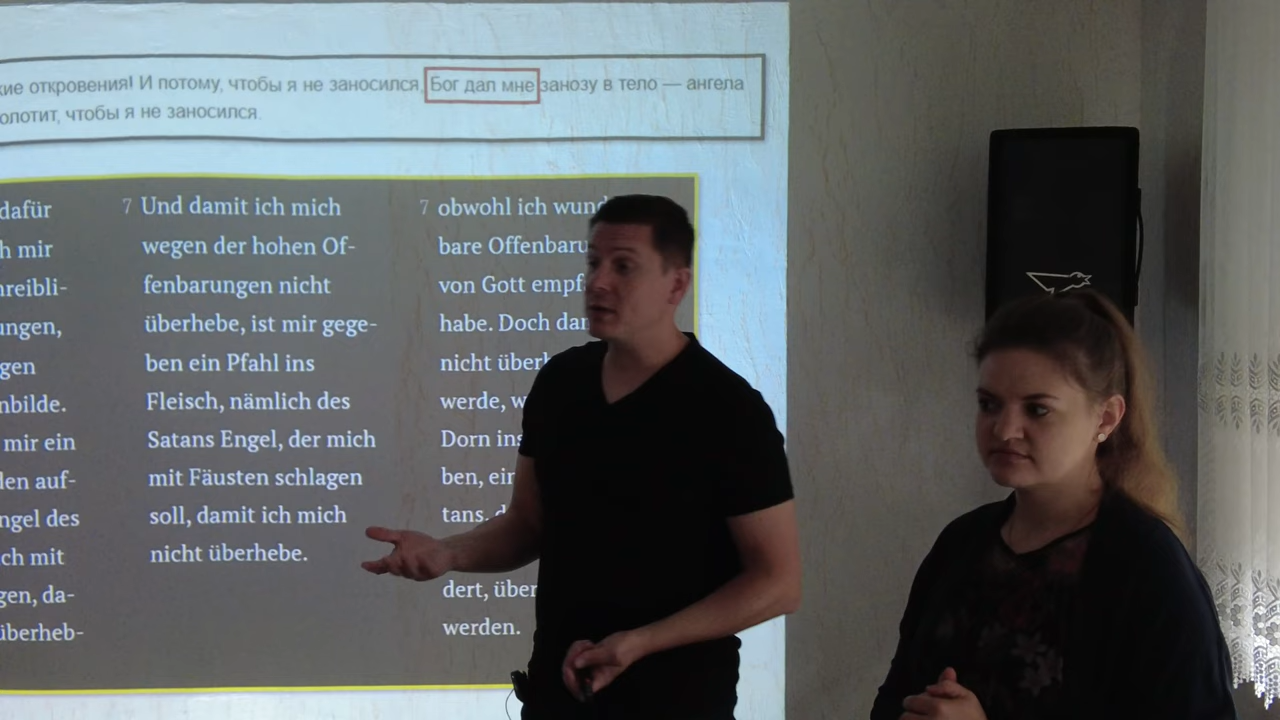 кие откровения! И потому, чтобы я не заносился, Бог дал мне занозу в тело — ангела
олотит, чтобы я не заносился.
dafür
h mir
hreibli-
ungen,
gen
nbilde.
mir ein
den auf-
ngel des
ch mit
gen, da-
überheb-
7 Und damit ich mich
wegen der hohen Of-
fenbarungen nicht
überhebe, ist mir gege-
ben ein Pfahl ins
Fleisch, nämlich des
Satans Engel, der mich
mit Fäusten schlagen
soll, damit ich mich
nicht überhebe.
7 obwohl ich wund
bare Offenbaru
von Gott empf
habe. Doch dam
nicht überh
werde, w
Dorn ins
ben, ein
tans, d
dert, über
werden.